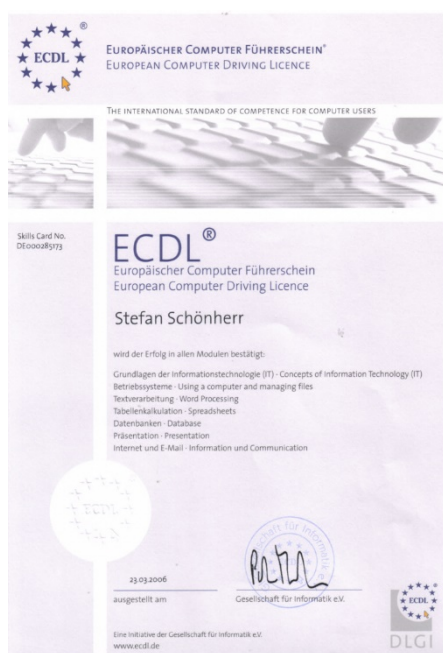 ECDL
®
EUROPÄISCHER COMPUTER FÜHRERSCHEIN®
EUROPEAN COMPUTER DRIVING LICENCE
THE INTERNATIONAL STANDARD OF COMPETENCE FOR COMPUTER USERS
Skills Card No.
DE000285173
ECDL®
Europäischer Computer Führerschein
European Computer Driving Licence
Stefan Schönherr
wird der Erfolg in allen Modulen bestätigt:
Grundlagen der Informationstechnologie (IT) · Concepts of Information Technology (IT)
Betriebssysteme · Using a computer and managing files
Textverarbeitung · Word Processing
Tabellenkalkulation · Spreadsheets
Datenbanken · Database
Präsentation · Presentation
Internet und E-Mail · Information and Communication
ECDL
für Informatik
23.03.2006
ausgestellt am
Gesellschaft für Informatik e.V.
Eine Initiative der Gesellschaft für Informatik e.V.
www.ecdl.de
ECDL
DLGI